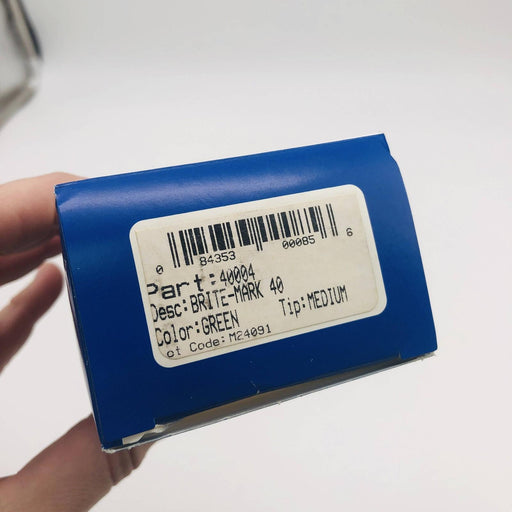 0 84353 00085 6
Part: 40004
Desc: BRITE-MARK 40
Color: GREEN Tip: MEDIUM
ot Code: M24091